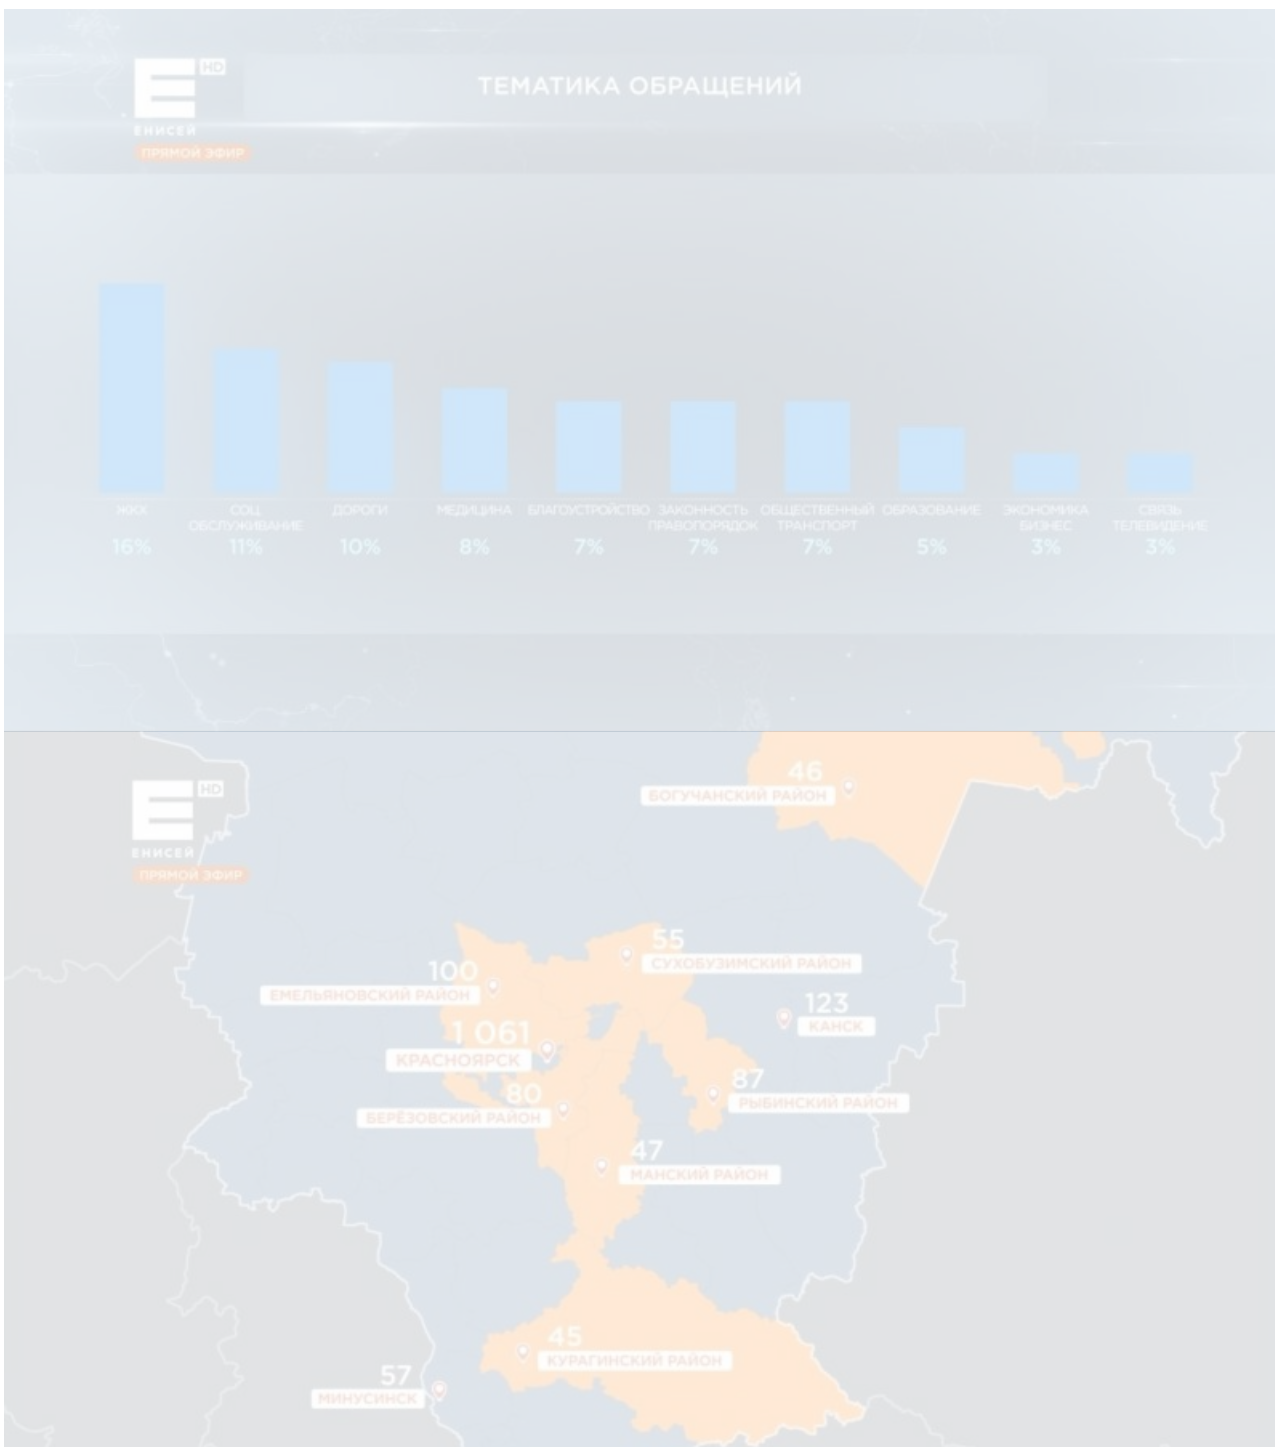 HD
ТЕМАТИКА ОБРАЩЕНИЙ
ЕНИСЕЙ
ПРЯМОЙ ЭФИР
ЖКХ
16%
СОЦ
ОБСЛУЖИВАНИЕ
11%
ДОРОГИ
10%
МЕДИЦИНА
8%
БЛАГОУСТРОЙСТВО
7%
ЗАКОННОСТЬ
ПРАВОПОРЯДОК
7%
ОБЩЕСТВЕННЫЙ
ТРАНСПОРТ
7%
ОБРАЗОВАНИЕ
5%
ЭКОНОМИКА
БИЗНЕС
3%
СВЯЗЬ
ТЕЛЕВИДЕНИЕ
3%
HD
ЕНИСЕЙ
ПРЯМОЙ ЭФИР
46
БОГУЧАНСКИЙ РАЙОН
55
СУХОБУЗИМСКИЙ РАЙОН
100
ЕМЕЛЬЯНОВСКИЙ РАЙОН
123
КАНСК
1 061
КРАСНОЯРСК
87
РЫБИНСКИЙ РАЙОН
80
БЕРЁЗОВСКИЙ РАЙОН
47
МАНСКИЙ РАЙОН
45
КУРАГИНСКИЙ РАЙОН
57
МИНУСИНСК